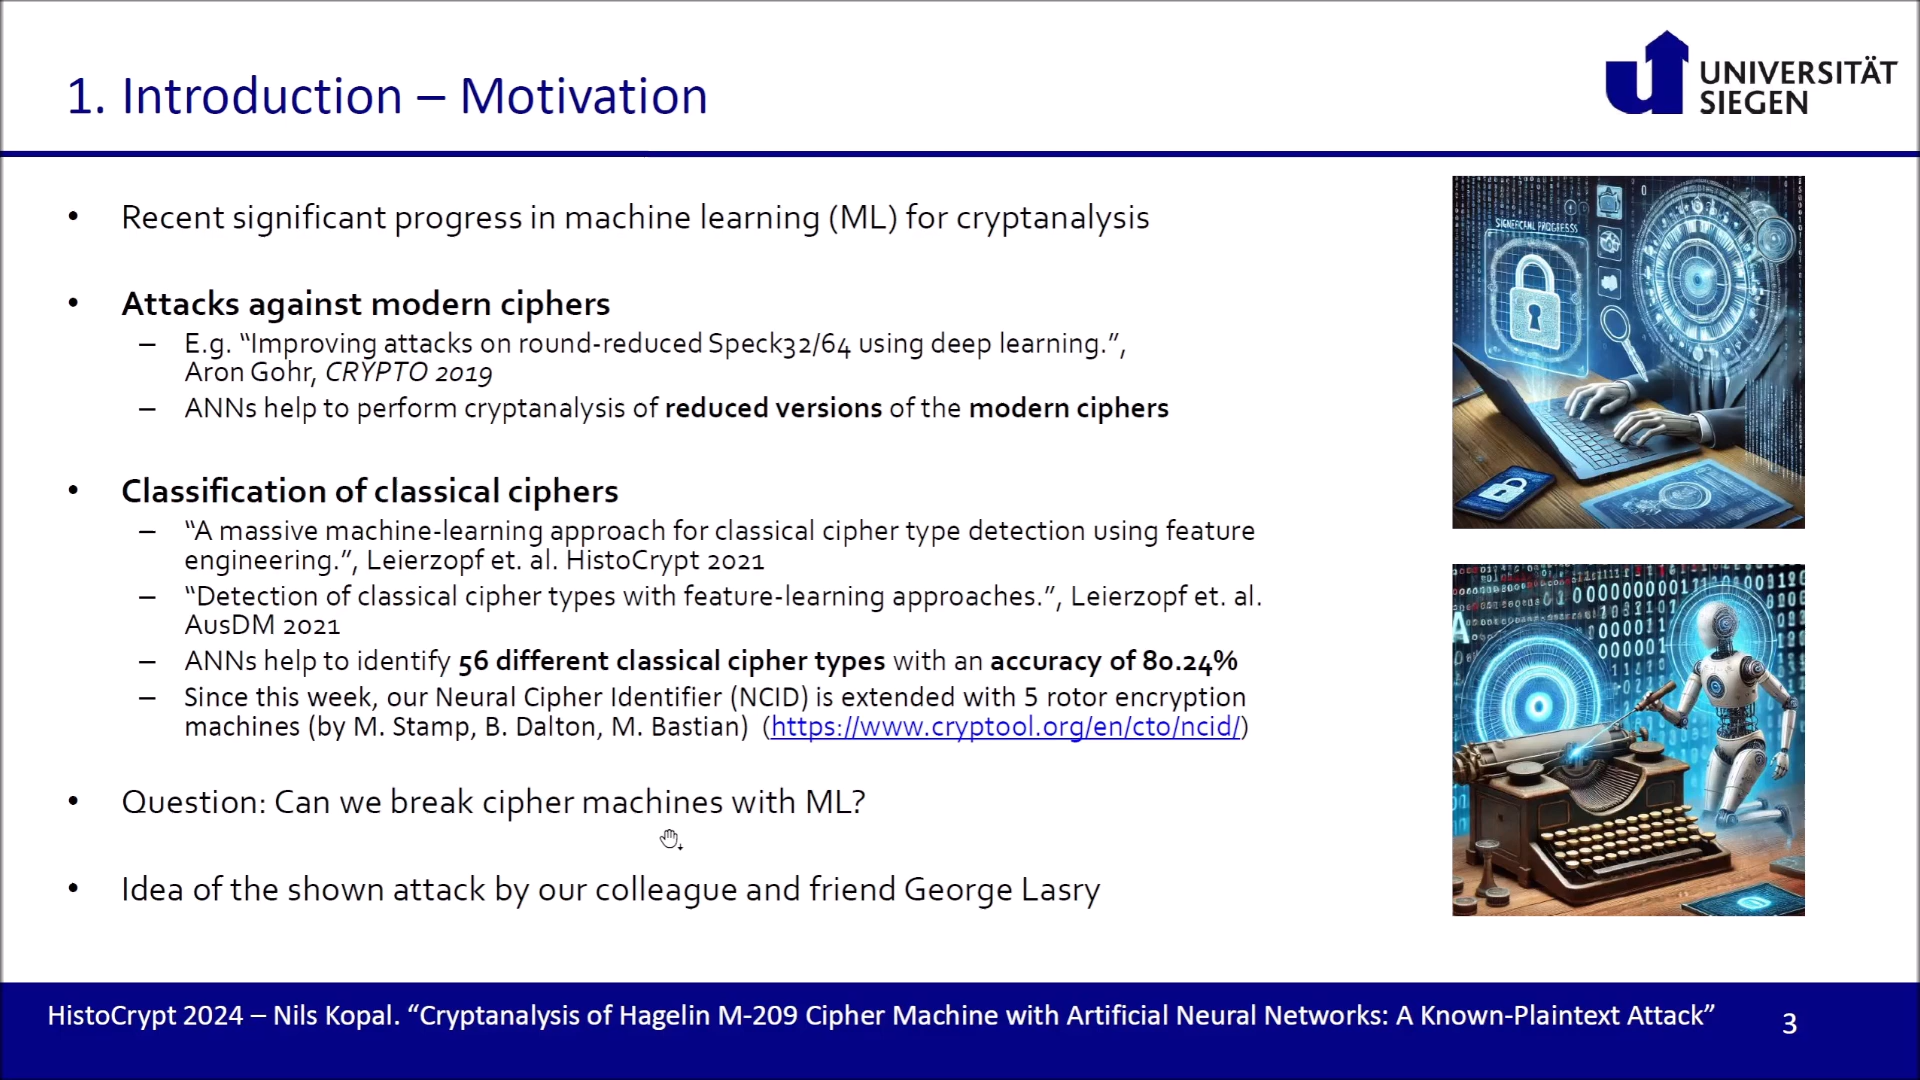 1. Introduction – Motivation
UNIVERSITÄT
SIEGEN
• Recent significant progress in machine learning (ML) for cryptanalysis
• Attacks against modern ciphers
– E.g. “Improving attacks on round-reduced Speck32/64 using deep learning.”,
Aron Gohr, CRYPTO 2019
– ANNs help to perform cryptanalysis of reduced versions of the modern ciphers
• Classification of classical ciphers
– “A massive machine-learning approach for classical cipher type detection using feature
engineering.”, Leierzopf et. al. HistoCrypt 2021
– “Detection of classical cipher types with feature-learning approaches.”, Leierzopf et. al.
AusDM 2021
– ANNs help to identify 56 different classical cipher types with an accuracy of 80.24%
– Since this week, our Neural Cipher Identifier (NCID) is extended with 5 rotor encryption
machines (by M. Stamp, B. Dalton, M. Bastian) (https://www.cryptool.org/en/cto/ncid/)
• Question: Can we break cipher machines with ML?
• Idea of the shown attack by our colleague and friend George Lasry
HistoCrypt 2024 – Nils Kopal. “Cryptanalysis of Hagelin M-209 Cipher Machine with Artificial Neural Networks: A Known-Plaintext Attack”
3